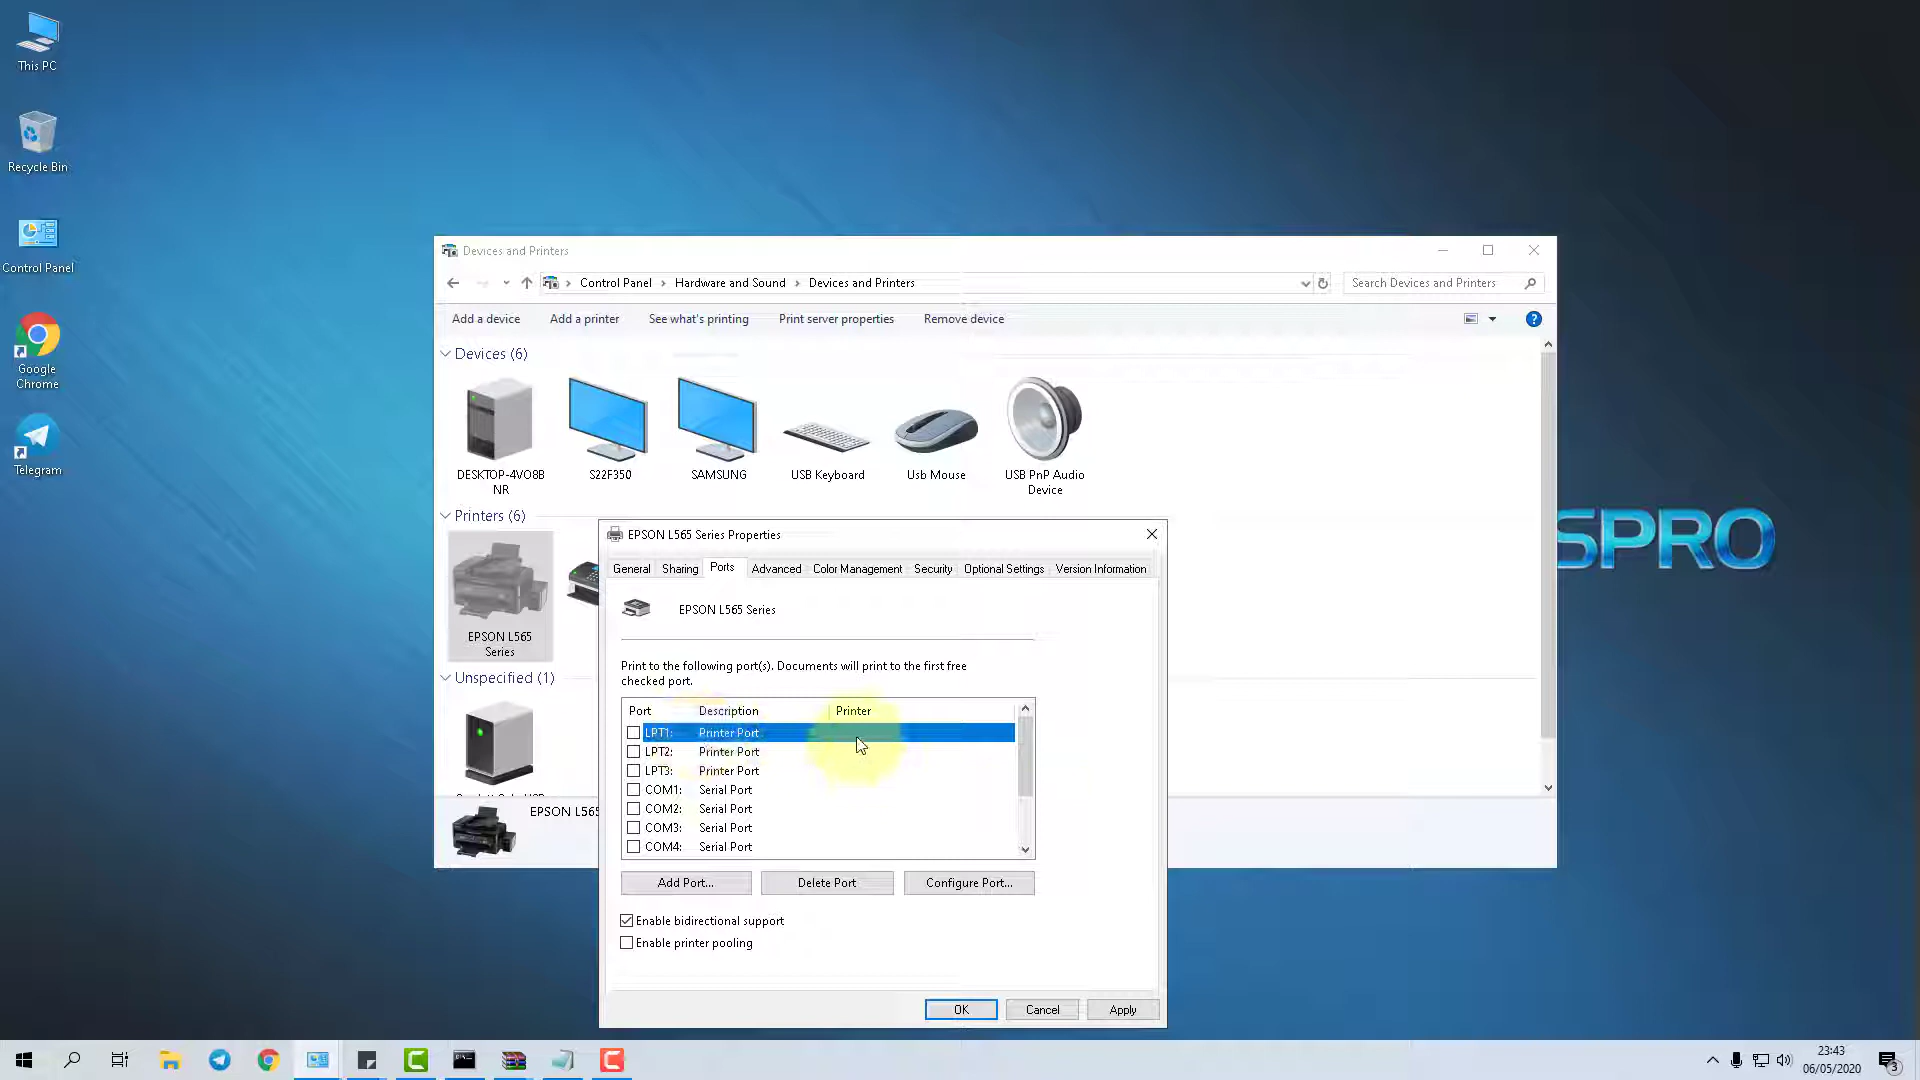 This PC
Recycle Bin
Control Panel
Google
Chrome
Telegram
SPRO
Devices and Printers
Control Panel
Hardware and Sound
Devices and Printers
Search Devices and Printers
Add a device
Add a printer
See what's printing
Print server properties
Remove device
Devices (6)
DESKTOP-4VO8B
NR
S22F350
SAMSUNG
USB Keyboard
Usb Mouse
USB PnP Audio
Device
Printers (6)
EPSON L565
Series
Unspecified (1)
EPSON L565
EPSON L565 Series Properties
General
Sharing
Ports
Advanced
Color Management
Security
Optional Settings
Version Information
EPSON L565 Series
Print to the following port(s). Documents will print to the first free
checked port.
Port Description Printer
LPT1: Printer Port
LPT2: Printer Port
LPT3: Printer Port
COM1: Serial Port
COM2: Serial Port
COM3: Serial Port
COM4: Serial Port
Add Port...
Delete Port
Configure Port...
Enable bidirectional support
Enable printer pooling
OK
Cancel
Apply
23:43
06/05/2020
3